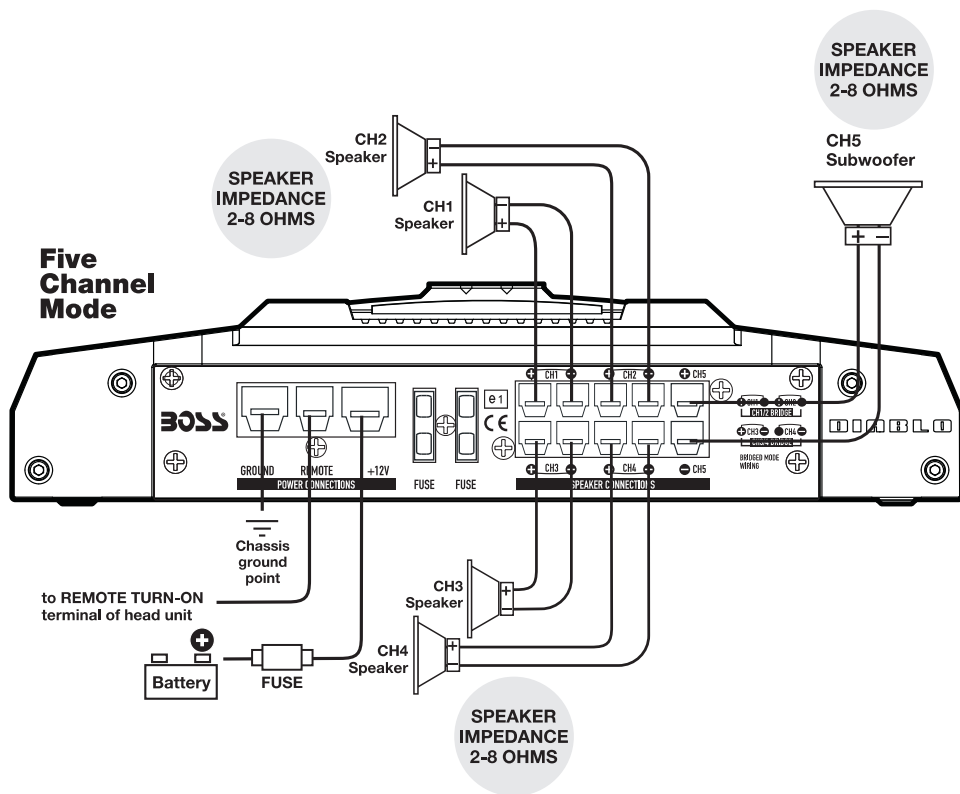 SPEAKER
IMPEDANCE
2-8 OHMS
CH5
Subwoofer
CH2
Speaker
SPEAKER
IMPEDANCE
2-8 OHMS
CH1
Speaker
Five
Channel
Mode
+ −
− +
− +
BOSS
GROUND REMOTE +12V
POWER CONNECTIONS
FUSE FUSE
e1
CE
+ CH1 − + CH2 − + CH5
+ CH3 − + CH4 − − CH5
SPEAKER CONNECTIONS
+ CH1 − + CH2 −
CH1/2 BRIDGE
+ CH3 − CH4 −
BRIDGE
BRIDGED MODE
WIRING
DIABLO
Chassis
ground
point
to REMOTE TURN-ON
terminal of head unit
+
Battery
FUSE
CH3
Speaker
+ −
CH4
Speaker
+ −
SPEAKER
IMPEDANCE
2-8 OHMS